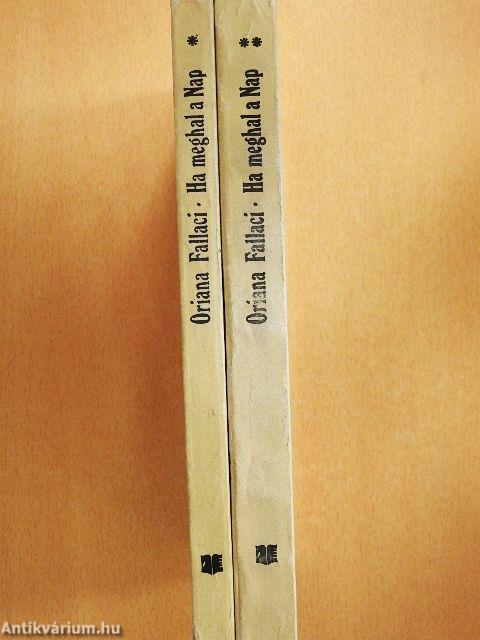 Oriana Fallaci · Ha meghal a Nap *
Oriana Fallaci · Ha meghal a Nap **
Antikvárium.hu